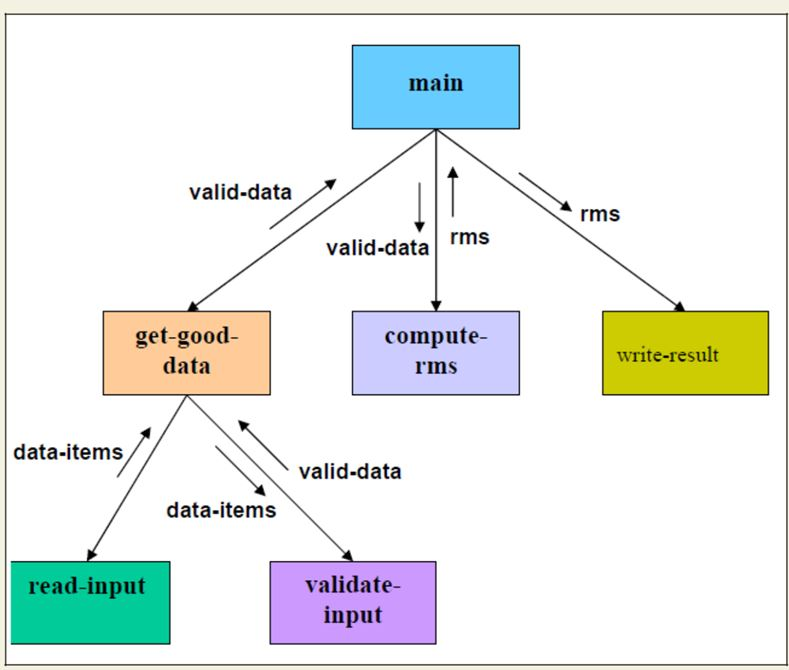 main
valid-data
valid-data
rms
rms
get-good-
data
compute-
rms
write-result
data-items
data-items
valid-data
read-input
validate-
input